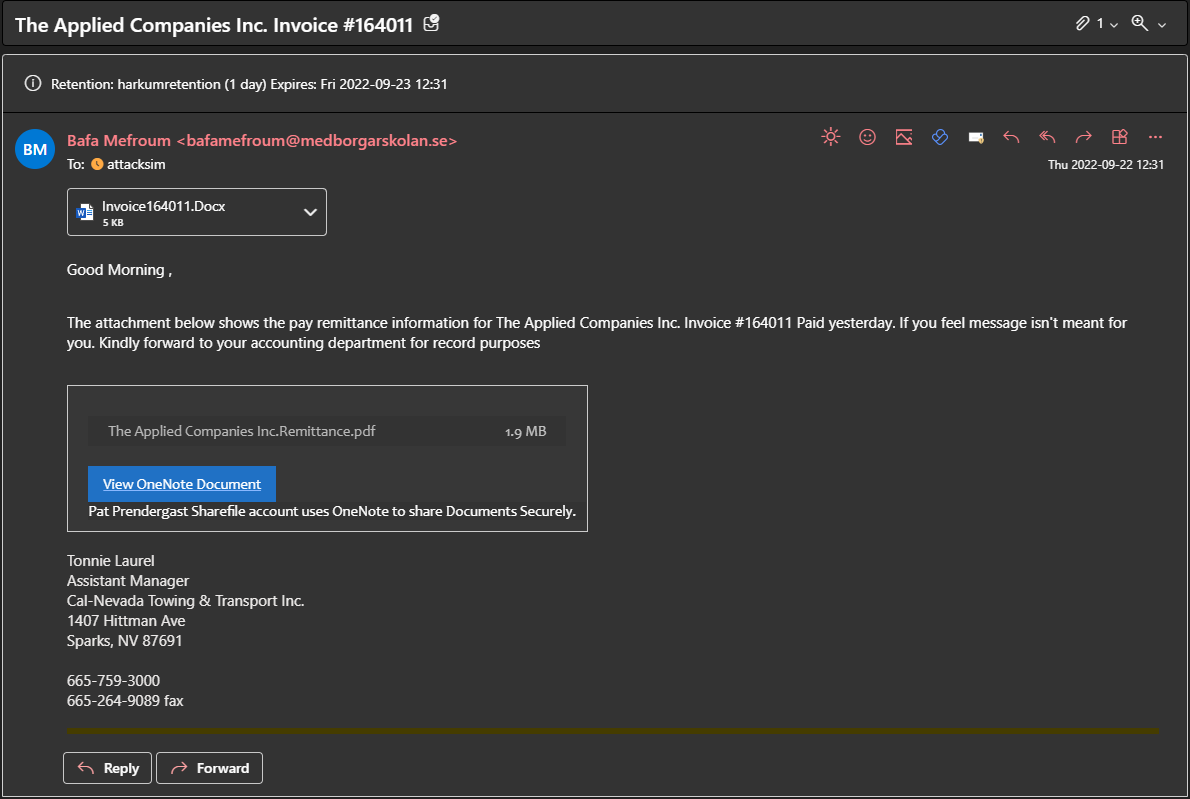 The Applied Companies Inc. Invoice #164011
1
Retention: harkumretention (1 day) Expires: Fri 2022-09-23 12:31
BM
Bafa Mefroum <bafamefroum@medborgarskolan.se>
To: attacksim
Thu 2022-09-22 12:31
W
Invoice164011.Docx
5 KB
Good Morning ,
The attachment below shows the pay remittance information for The Applied Companies Inc. Invoice #164011 Paid yesterday. If you feel message isn't meant for
you. Kindly forward to your accounting department for record purposes
The Applied Companies Inc.Remittance.pdf 1.9 MB
View OneNote Document
Pat Prendergast Sharefile account uses OneNote to share Documents Securely.
Tonnie Laurel
Assistant Manager
Cal-Nevada Towing & Transport Inc.
1407 Hittman Ave
Sparks, NV 87691
665-759-3000
665-264-9089 fax
Reply Forward